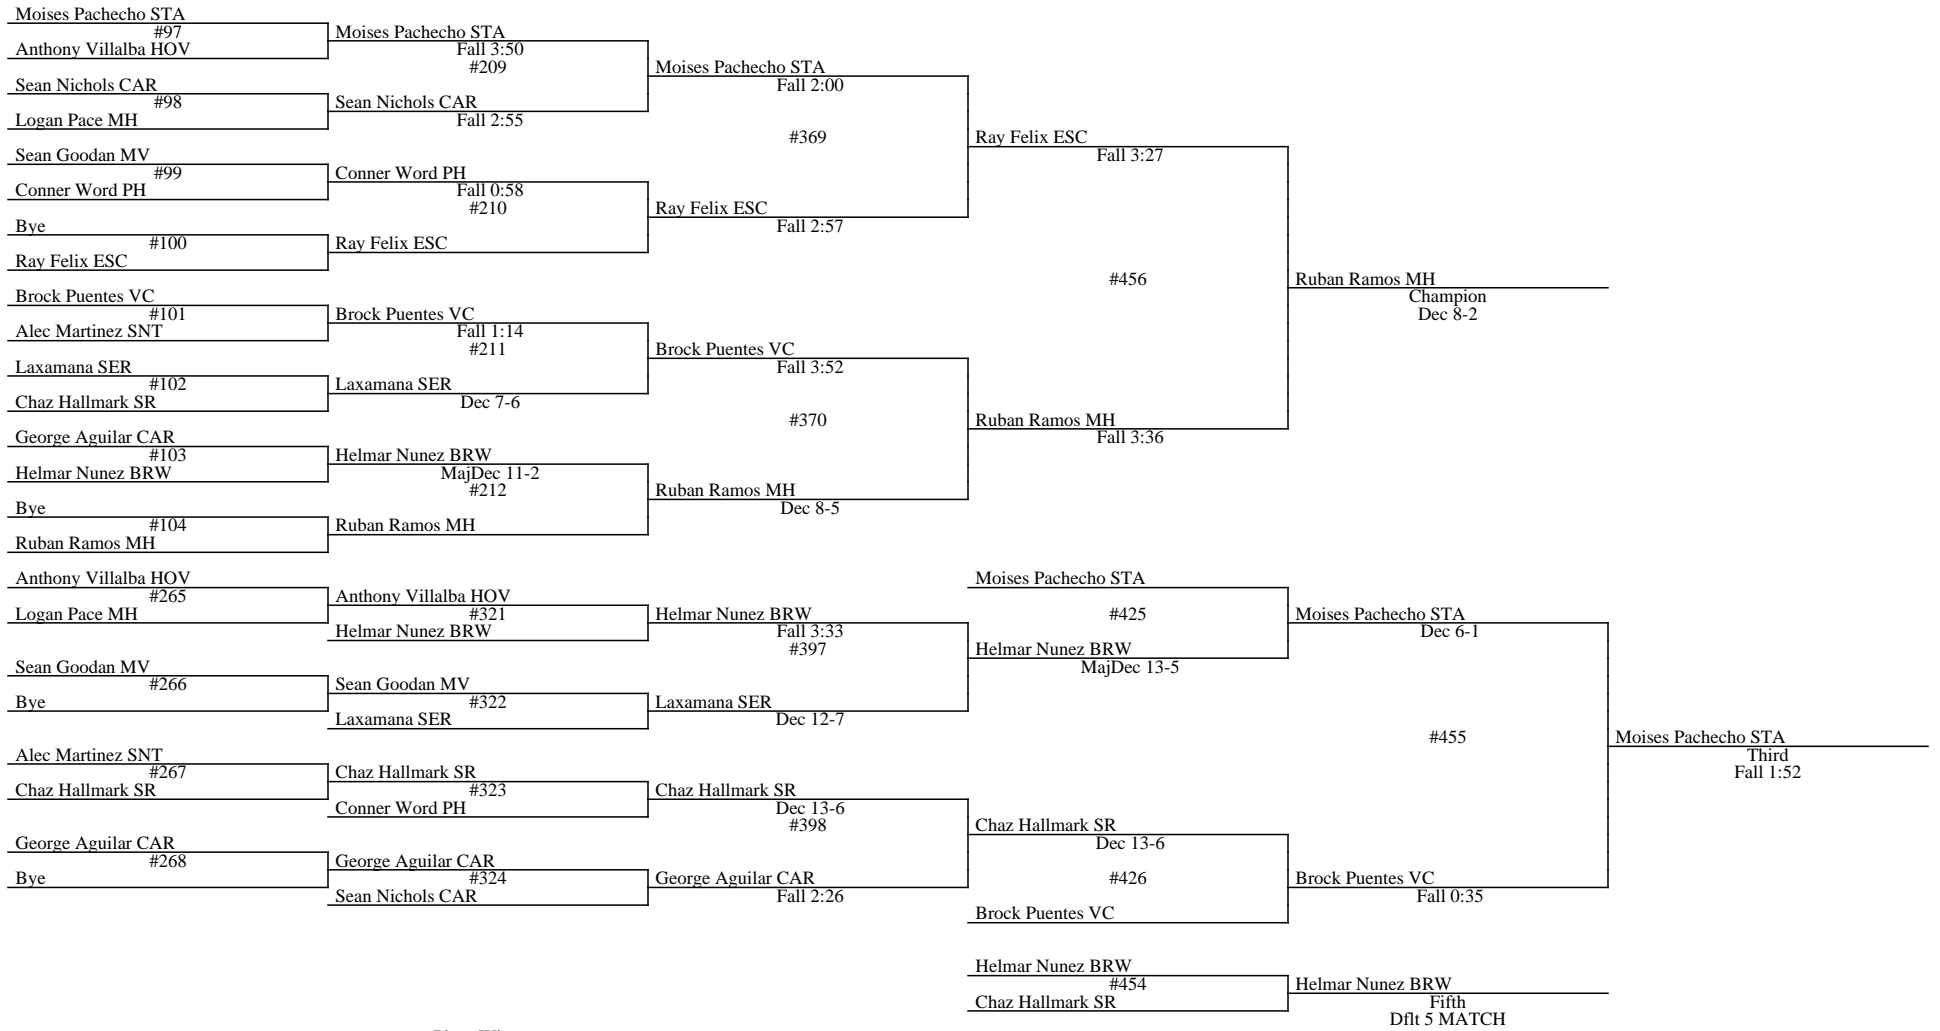 Moises Pachecho STA
#97
Anthony Villalba HOV
Sean Nichols CAR
#98
Logan Pace MH
Sean Goodan MV
#99
Conner Word PH
Bye
#100
Ray Felix ESC
Brock Puentes VC
#101
Alec Martinez SNT
Laxamana SER
#102
Chaz Hallmark SR
George Aguilar CAR
#103
Helmar Nunez BRW
Bye
#104
Ruban Ramos MH
Moises Pachecho STA
Fall 3:50
#209
Sean Nichols CAR
Fall 2:55
Conner Word PH
Fall 0:58
#210
Ray Felix ESC
Brock Puentes VC
Fall 1:14
#211
Laxamana SER
Dec 7-6
Helmar Nunez BRW
MajDec 11-2
#212
Ruban Ramos MH
Moises Pachecho STA
Fall 2:00
#369
Ray Felix ESC
Fall 2:57
Brock Puentes VC
Fall 3:52
#370
Ruban Ramos MH
Dec 8-5
Ray Felix ESC
Fall 3:27
#456
Ruban Ramos MH
Fall 3:36
Ruban Ramos MH
Champion
Dec 8-2
Anthony Villalba HOV
#265
Logan Pace MH
Sean Goodan MV
#266
Bye
Alec Martinez SNT
#267
Chaz Hallmark SR
George Aguilar CAR
#268
Bye
Anthony Villalba HOV
#321
Helmar Nunez BRW
Sean Goodan MV
#322
Laxamana SER
Chaz Hallmark SR
#323
Conner Word PH
George Aguilar CAR
#324
Sean Nichols CAR
Helmar Nunez BRW
Fall 3:33
#397
Laxamana SER
Dec 12-7
Chaz Hallmark SR
Dec 13-6
#398
George Aguilar CAR
Fall 2:26
Moises Pachecho STA
#425
Helmar Nunez BRW
MajDec 13-5
Chaz Hallmark SR
Dec 13-6
#426
Brock Puentes VC
Moises Pachecho STA
Dec 6-1
#455
Brock Puentes VC
Fall 0:35
Moises Pachecho STA
Third
Fall 1:52
Helmar Nunez BRW
#454
Chaz Hallmark SR
Helmar Nunez BRW
Fifth
Dflt 5 MATCH